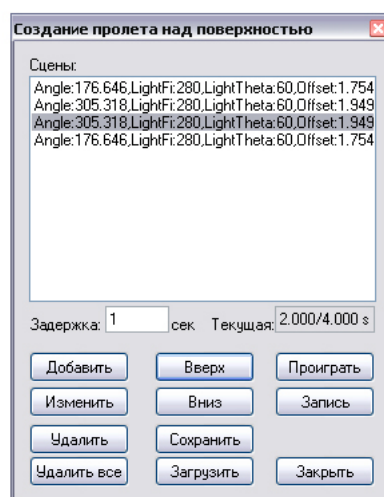 Создание пролета над поверхностью
Сцены:
Angle:176.646,LightFi:280,LightTheta:60,Offset:1.754
Angle:305.318,LightFi:280,LightTheta:60,Offset:1.949
Angle:305.318,LightFi:280,LightTheta:60,Offset:1.949
Angle:176.646,LightFi:280,LightTheta:60,Offset:1.754
Задержка: 1 сек Текущая: 2.000/4.000 s
Добавить Вверх Проиграть
Изменить Вниз Запись
Удалить Сохранить
Удалить все Загрузить Закрыть